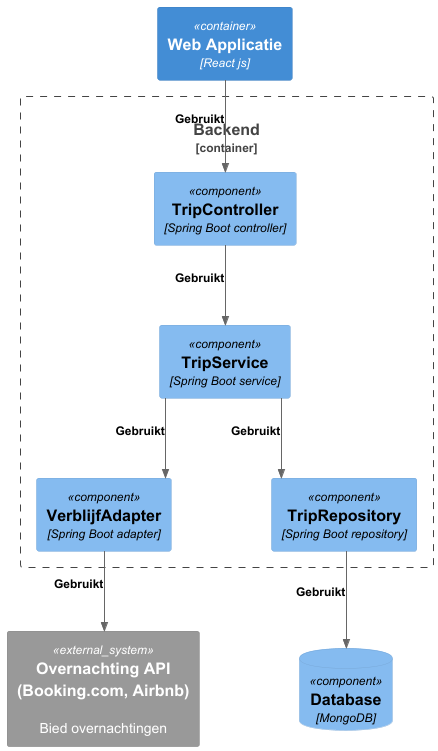 «container»
Web Applicatie
[React js]
Gebruikt
Backend
[container]
«component»
TripController
[Spring Boot controller]
Gebruikt
«component»
TripService
[Spring Boot service]
Gebruikt
Gebruikt
«component»
VerblijfAdapter
[Spring Boot adapter]
«component»
TripRepository
[Spring Boot repository]
Gebruikt
Gebruikt
«external_system»
Overnachting API
(Booking.com, Airbnb)
Bied overnachtingen
«component»
Database
[MongoDB]